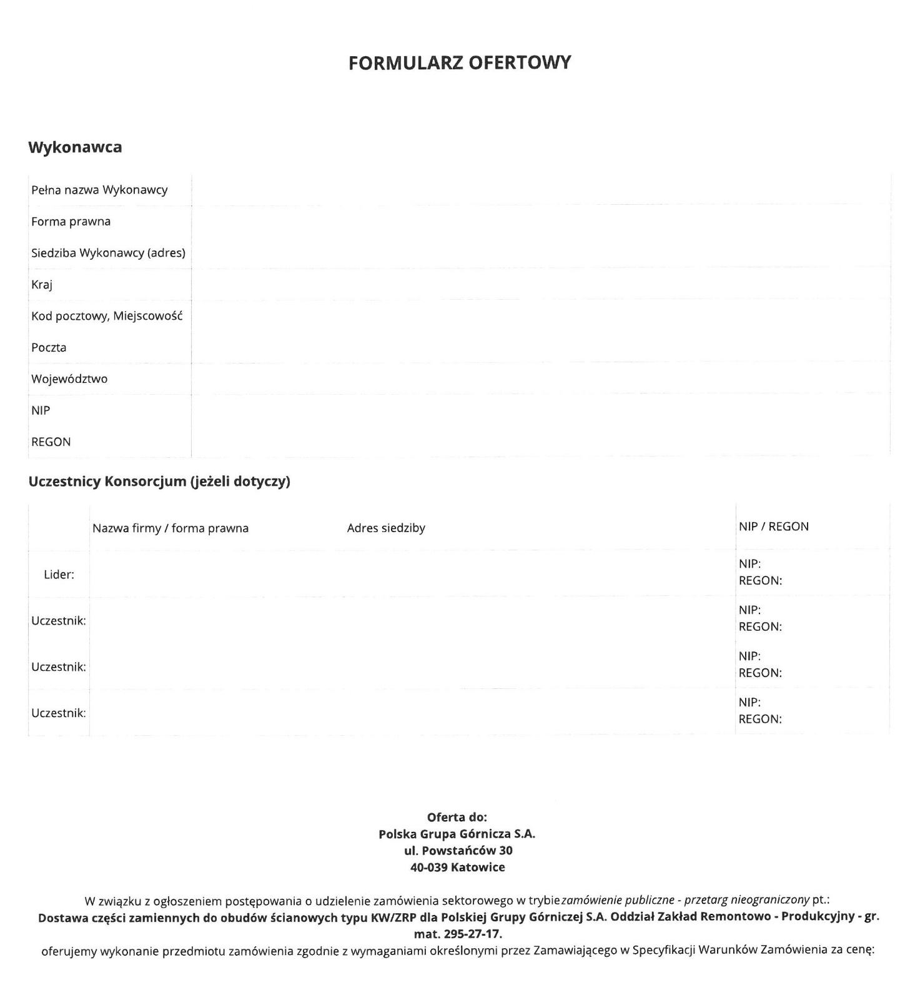 FORMULARZ OFERTOWY
Wykonawca
Pełna nazwa Wykonawcy
Forma prawna
Siedziba Wykonawcy (adres)
Kraj
Kod pocztowy, Miejscowość
Poczta
Województwo
NIP
REGON
Uczestnicy Konsorcjum (jeżeli dotyczy)
Nazwa firmy / forma prawna Adres siedziby NIP / REGON
Lider:
NIP:
REGON:
Uczestnik:
NIP:
REGON:
Uczestnik:
NIP:
REGON:
Uczestnik:
NIP:
REGON:
Oferta do:
Polska Grupa Górnicza S.A.
ul. Powstańców 30
40-039 Katowice
W związku z ogłoszeniem postępowania o udzielenie zamówienia sektorowego w trybie zamówienie publiczne - przetarg nieograniczony pt.:
Dostawa części zamiennych do obudów ścianowych typu KW/ZRP dla Polskiej Grupy Górniczej S.A. Oddział Zakład Remontowo - Produkcyjny - gr.
mat. 295-27-17.
oferujemy wykonanie przedmiotu zamówienia zgodnie z wymaganiami określonymi przez Zamawiającego w Specyfikacji Warunków Zamówienia za cenę: